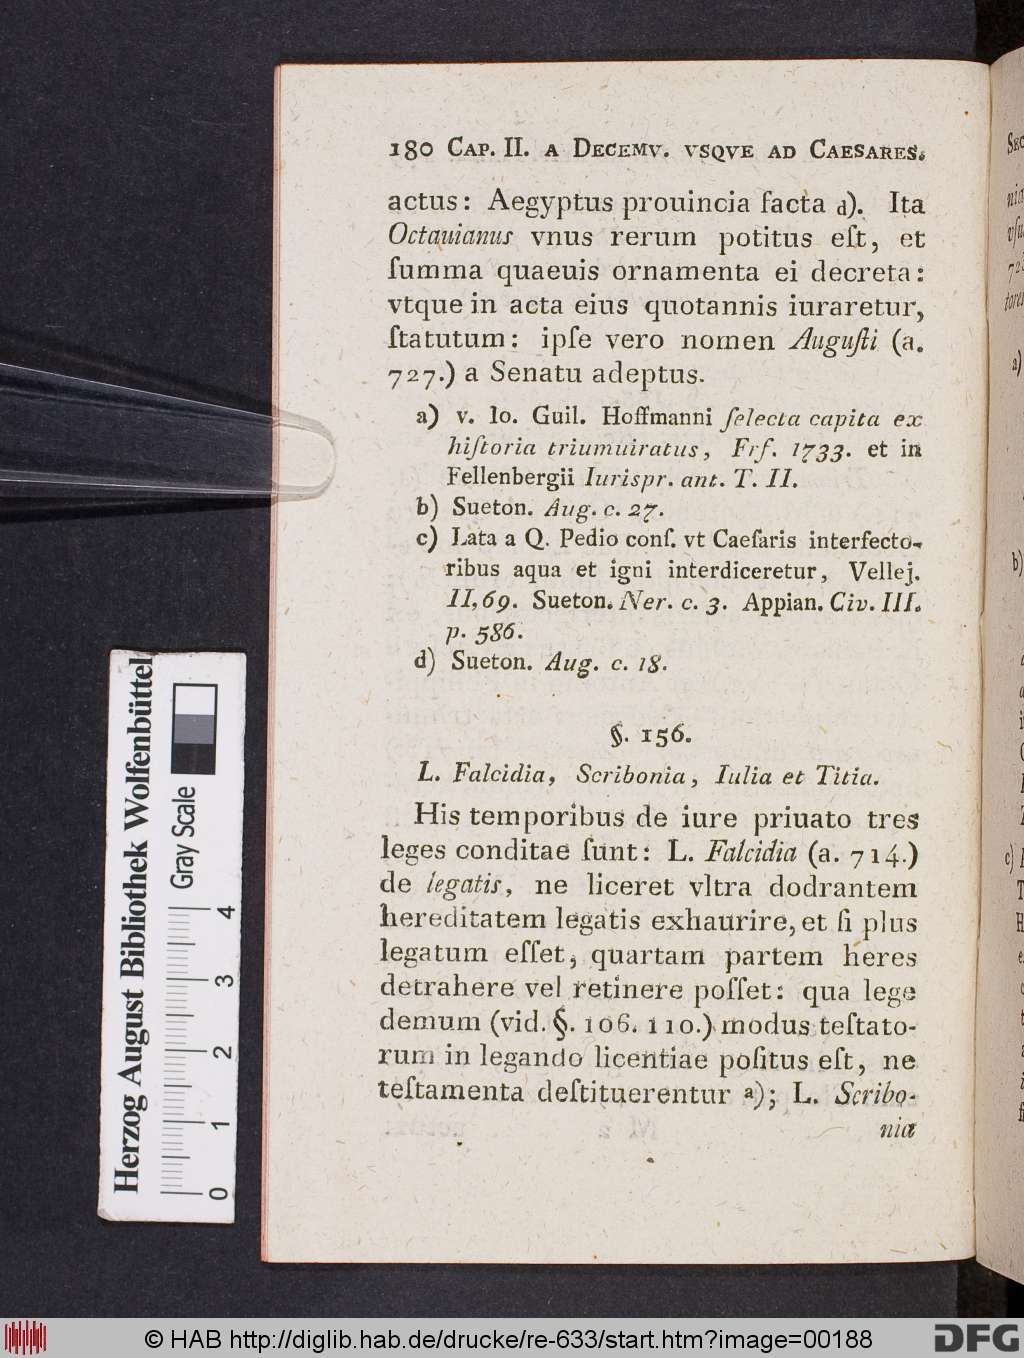 180 CAP. II. A DECEMV. VSQVE AD CAESARES.
actus: Aegyptus prouincia facta d). Ita
Octauianus vnus rerum potitus eſt, et
ſumma quaeuis ornamenta ei decreta:
vtque in acta eius quotannis iuraretur,
ſtatutum: ipſe vero nomen Auguſti (a.
727.) a Senatu adeptus.
a) v. Io. Guil. Hoffmanni ſelecta capita ex
hiſtoria triumuiratus, Frf. 1733. et in
Fellenbergii Iurispr. ant. T. II.
b) Sueton. Aug. c. 27.
c) Lata a Q. Pedio conſ. vt Caeſaris interfecto-
ribus aqua et igni interdiceretur, Vellej.
II, 69. Sueton. Ner. c. 3. Appian. Civ. III.
p. 586.
d) Sueton. Aug. c. 18.
§. 156.
L. Falcidia, Scribonia, Iulia et Titia.
His temporibus de iure priuato tres
leges conditae ſunt: L. Falcidia (a. 714.)
de legatis, ne liceret vltra dodrantem
hereditatem legatis exhaurire, et ſi plus
legatum eſſet, quartam partem heres
detrahere vel retinere poſſet: qua lege
demum (vid. §. 106. 110.) modus teſtato-
rum in legando licentiae poſitus eſt, ne
teſtamenta deſtituerentur a); L. Scribo-
nia
Herzog August Bibliothek Wolfenbüttel
Gray Scale
0 1 2 3 4
© HAB http://diglib.hab.de/drucke/re-633/start.htm?image=00188
DFG